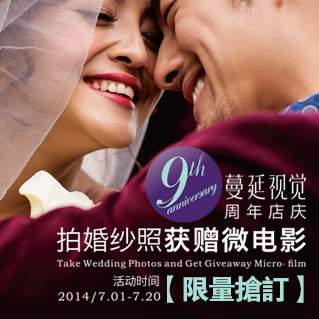 9th
anniversary
蔓延视觉
周年店庆
拍婚纱照获赠微电影
Take Wedding Photos and Get Giveaway Micro- film
活动时间
2014/7.01-7.20【限量搶訂】